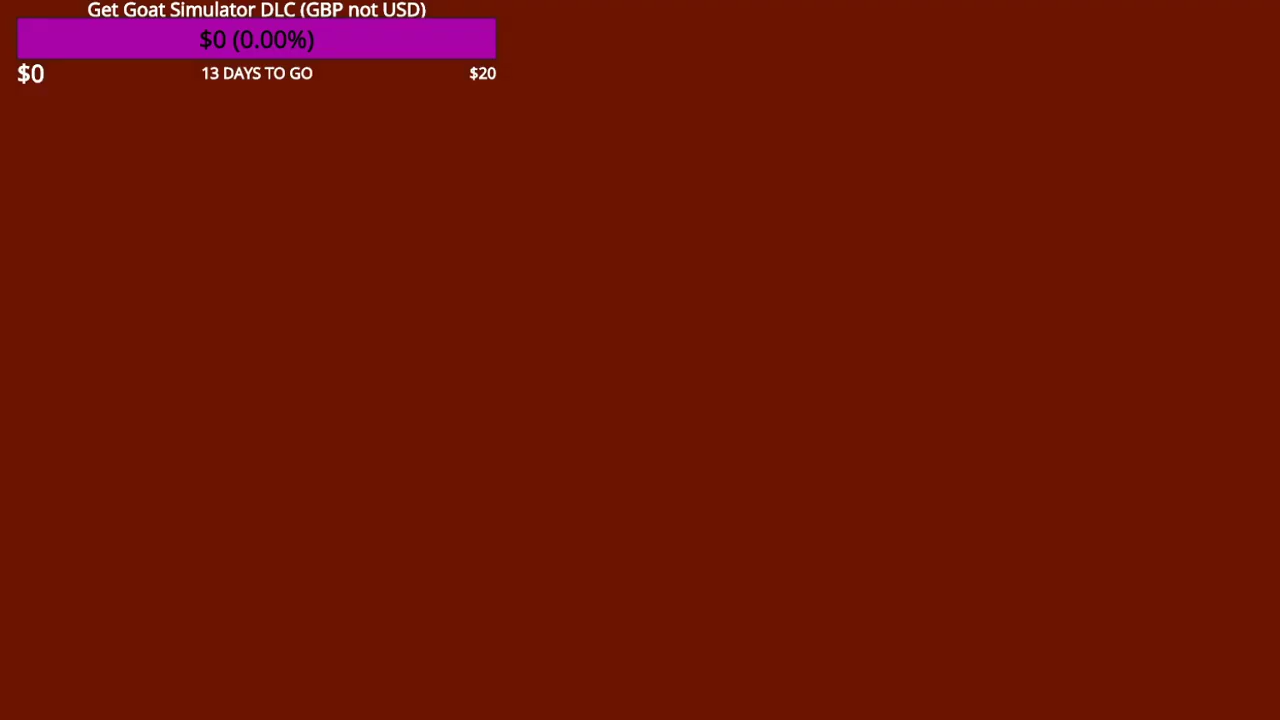 Get Goat Simulator DLC (GBP not USD)
$0 (0.00%)
$0 13 DAYS TO GO $20